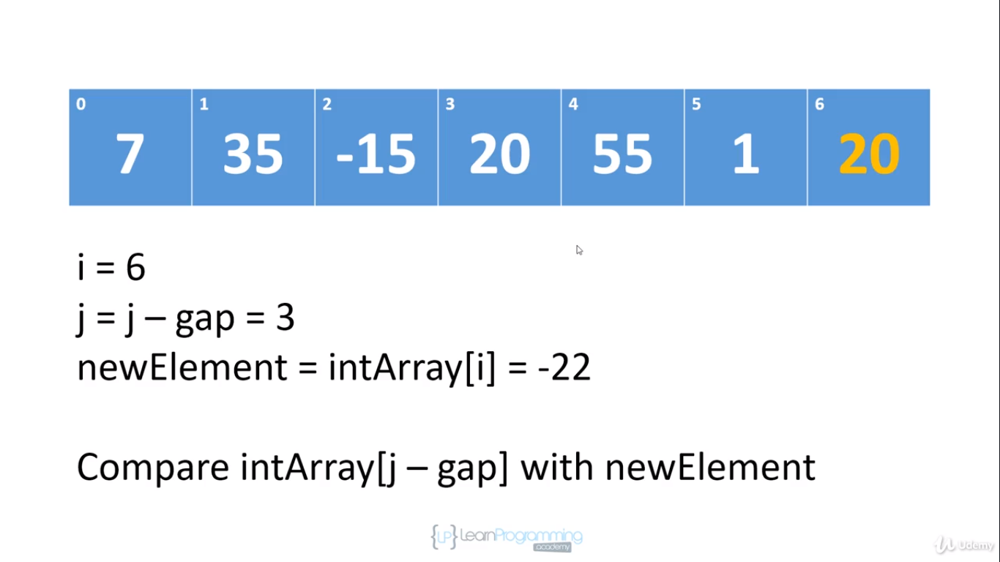 0 1 2 3 4 5 6
7 35 -15 20 55 1 20
i = 6
j = j – gap = 3
newElement = intArray[i] = -22
Compare intArray[j – gap] with newElement
{LP} LearnProgramming
academy
Udemy